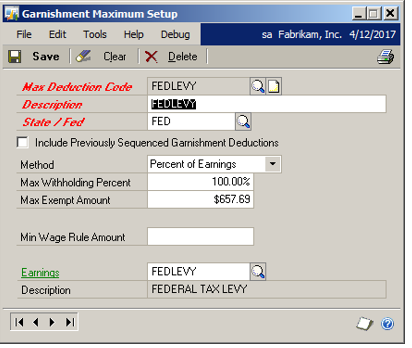 Garnishment Maximum Setup
File Edit Tools Help Debug sa Fabrikam, Inc. 4/12/2017
Save Clear Delete
Max Deduction Code FEDLEVY
Description FEDLEVY
State / Fed FED
Include Previously Sequenced Garnishment Deductions
Method Percent of Earnings
Max Withholding Percent 100.00%
Max Exempt Amount $657.69
Min Wage Rule Amount
Earnings FEDLEVY
Description FEDERAL TAX LEVY